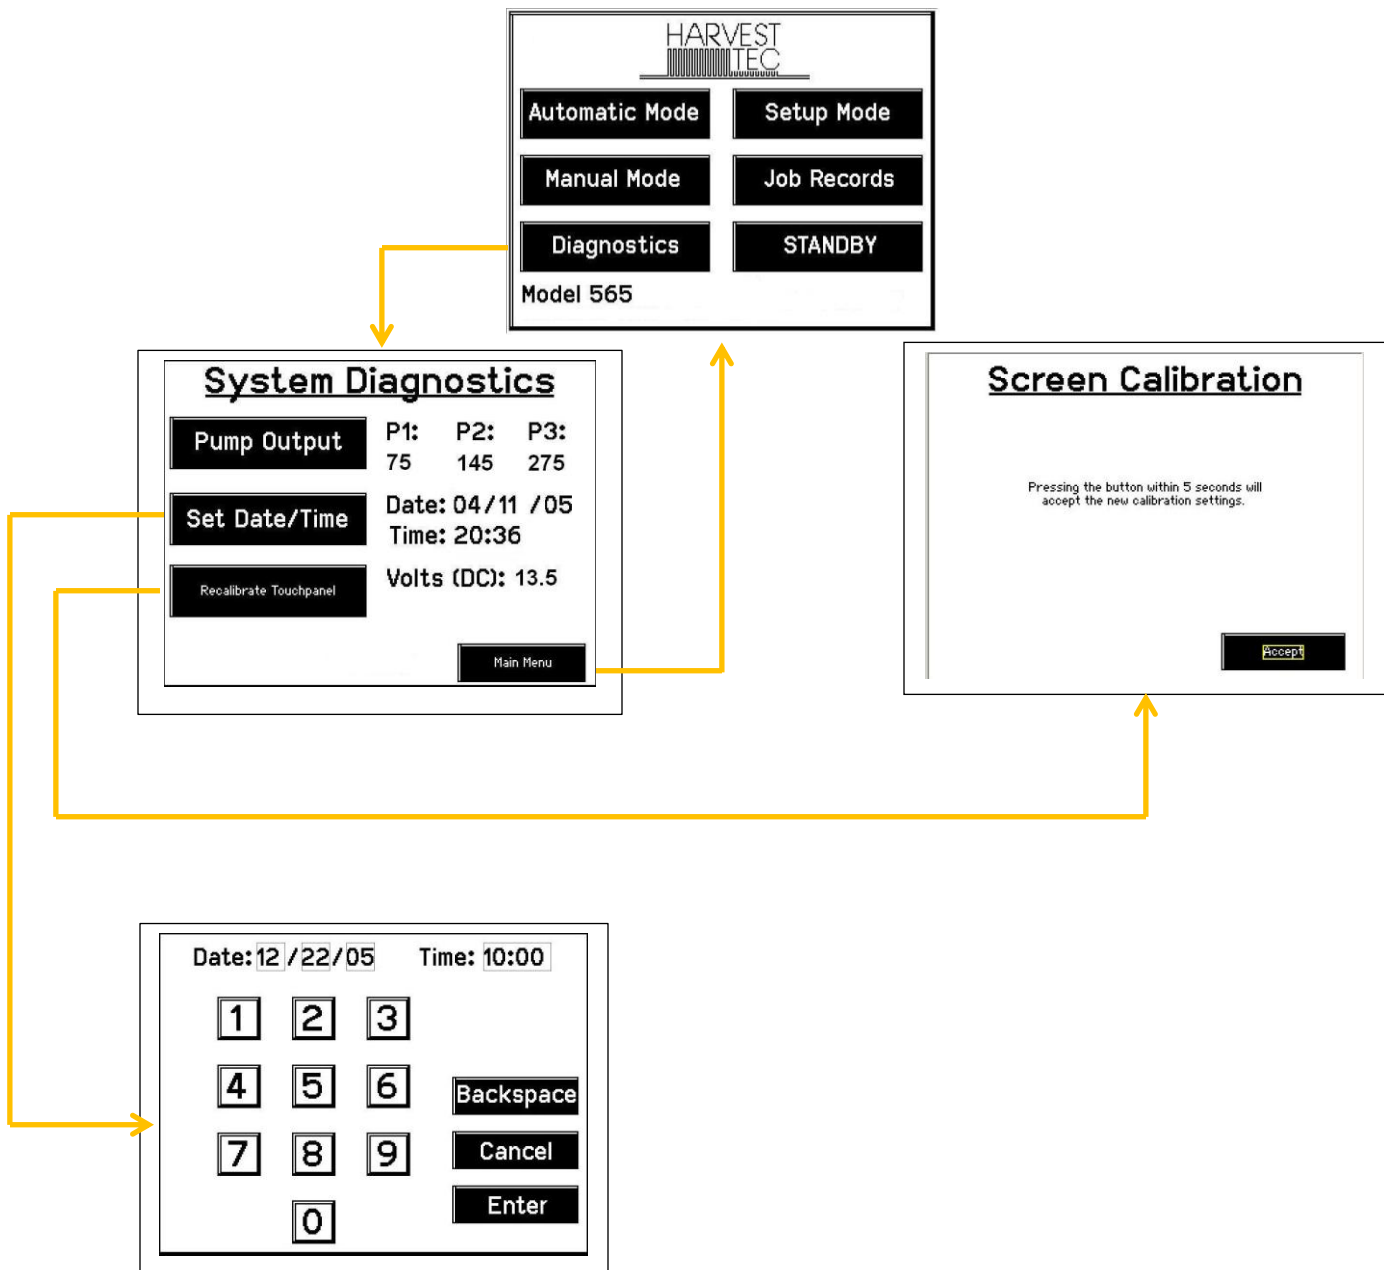 HARVEST
TEC
Automatic Mode
Setup Mode
Manual Mode
Job Records
Diagnostics
STANDBY
Model 565
System Diagnostics
Pump Output
P1: P2: P3:
75 145 275
Set Date/Time
Date: 04/11 /05
Time: 20:36
Recalibrate Touchpanel
Volts (DC): 13.5
Main Menu
Screen Calibration
Pressing the button within 5 seconds will
accept the new calibration settings.
Accept
Date: 12 /22/05 Time: 10:00
1 2 3
4 5 6
Backspace
7 8 9
Cancel
Enter
0